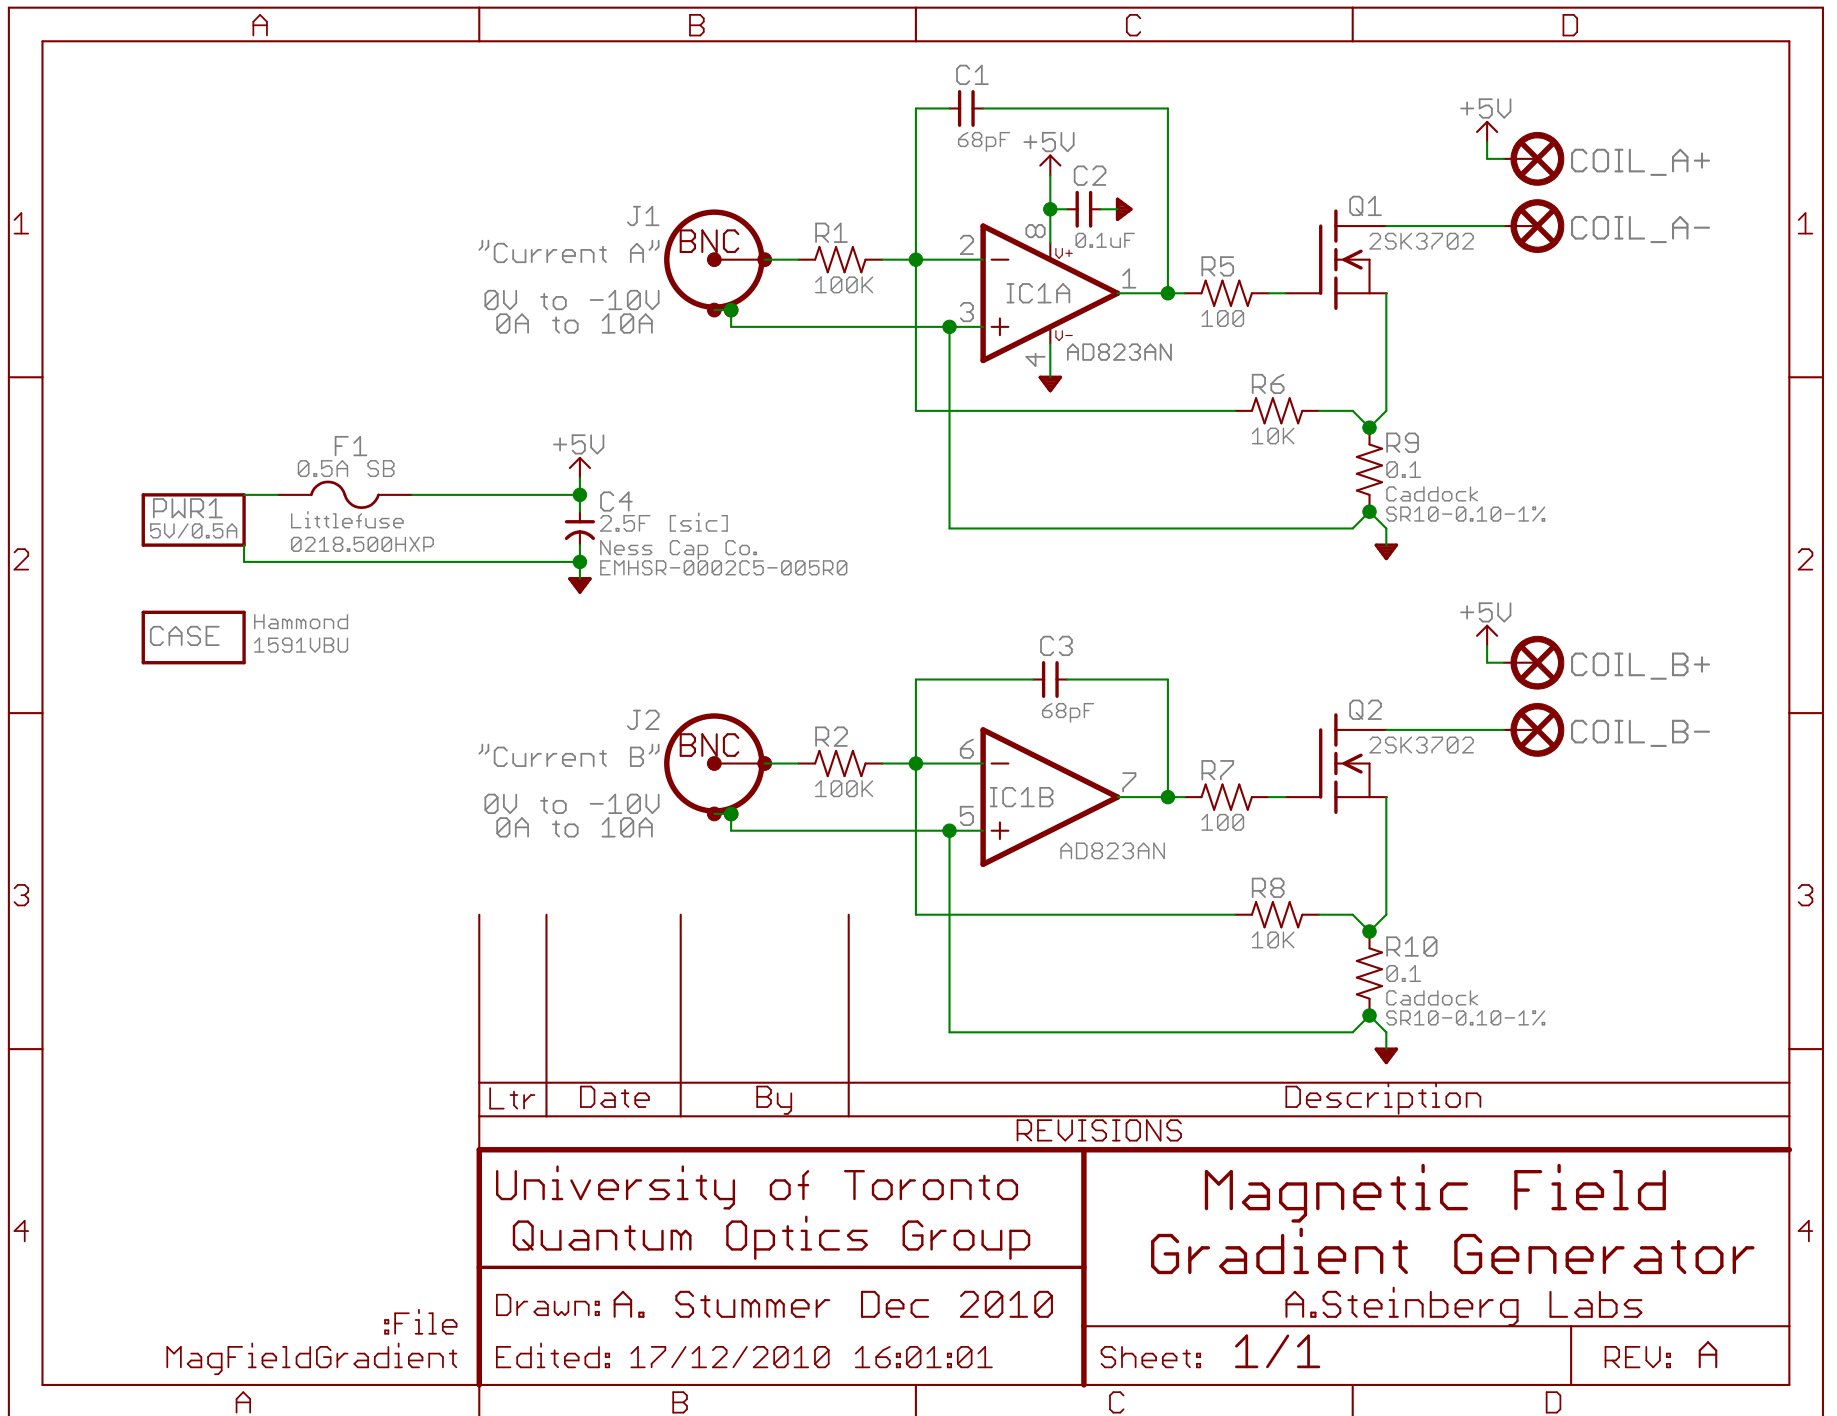 A B C D
1
1
C1
68pF
+5V
C2
0.1uF
8
V+
J1
BNC
"Current A"
0V to -10V
0A to 10A
R1
100K
2
3
IC1A
1
V-
4
AD823AN
R5
100
Q1
2SK3702
+5V
COIL_A+
COIL_A-
R6
10K
R9
0.1
Caddock
SR10-0.10-1%
2
2
F1
0.5A SB
Littlefuse
0218.500HXP
PWR1
5V/0.5A
+5V
C4
2.5F [sic]
Ness Cap Co.
EMHSR-0002C5-005R0
CASE
Hammond
1591VBU
C3
68pF
J2
BNC
"Current B"
0V to -10V
0A to 10A
R2
100K
6
5
IC1B
7
AD823AN
R7
100
Q2
2SK3702
+5V
COIL_B+
COIL_B-
3
3
R8
10K
R10
0.1
Caddock
SR10-0.10-1%
Ltr Date By Description
REVISIONS
University of Toronto
Quantum Optics Group
Magnetic Field
Gradient Generator
A.Steinberg Labs
4
4
Drawn: A. Stummer Dec 2010
Edited: 17/12/2010 16:01:01
Sheet: 1/1
REV: A
:File
MagFieldGradient
A B C D